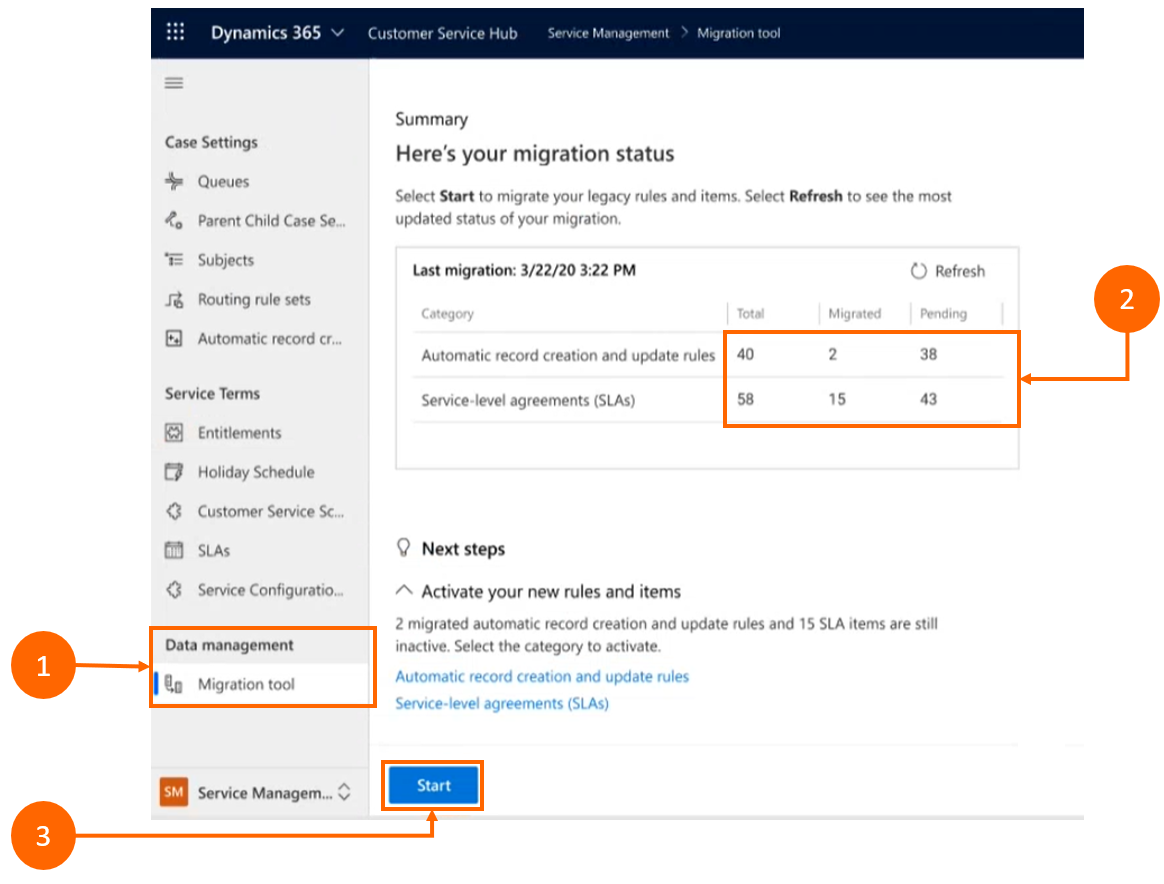 Dynamics 365
Customer Service Hub
Service Management > Migration tool
Case Settings
Queues
Parent Child Case Se...
Subjects
Routing rule sets
Automatic record cr...
Service Terms
Entitlements
Holiday Schedule
Customer Service Sc...
SLAs
Service Configuratio...
Data management
Migration tool
SM Service Managem...
Summary
Here's your migration status
Select Start to migrate your legacy rules and items. Select Refresh to see the most
updated status of your migration.
Last migration: 3/22/20 3:22 PM
Refresh
Category Total Migrated Pending
Automatic record creation and update rules 40 2 38
Service-level agreements (SLAs) 58 15 43
Next steps
Activate your new rules and items
2 migrated automatic record creation and update rules and 15 SLA items are still
inactive. Select the category to activate.
Automatic record creation and update rules
Service-level agreements (SLAs)
Start
1
2
3